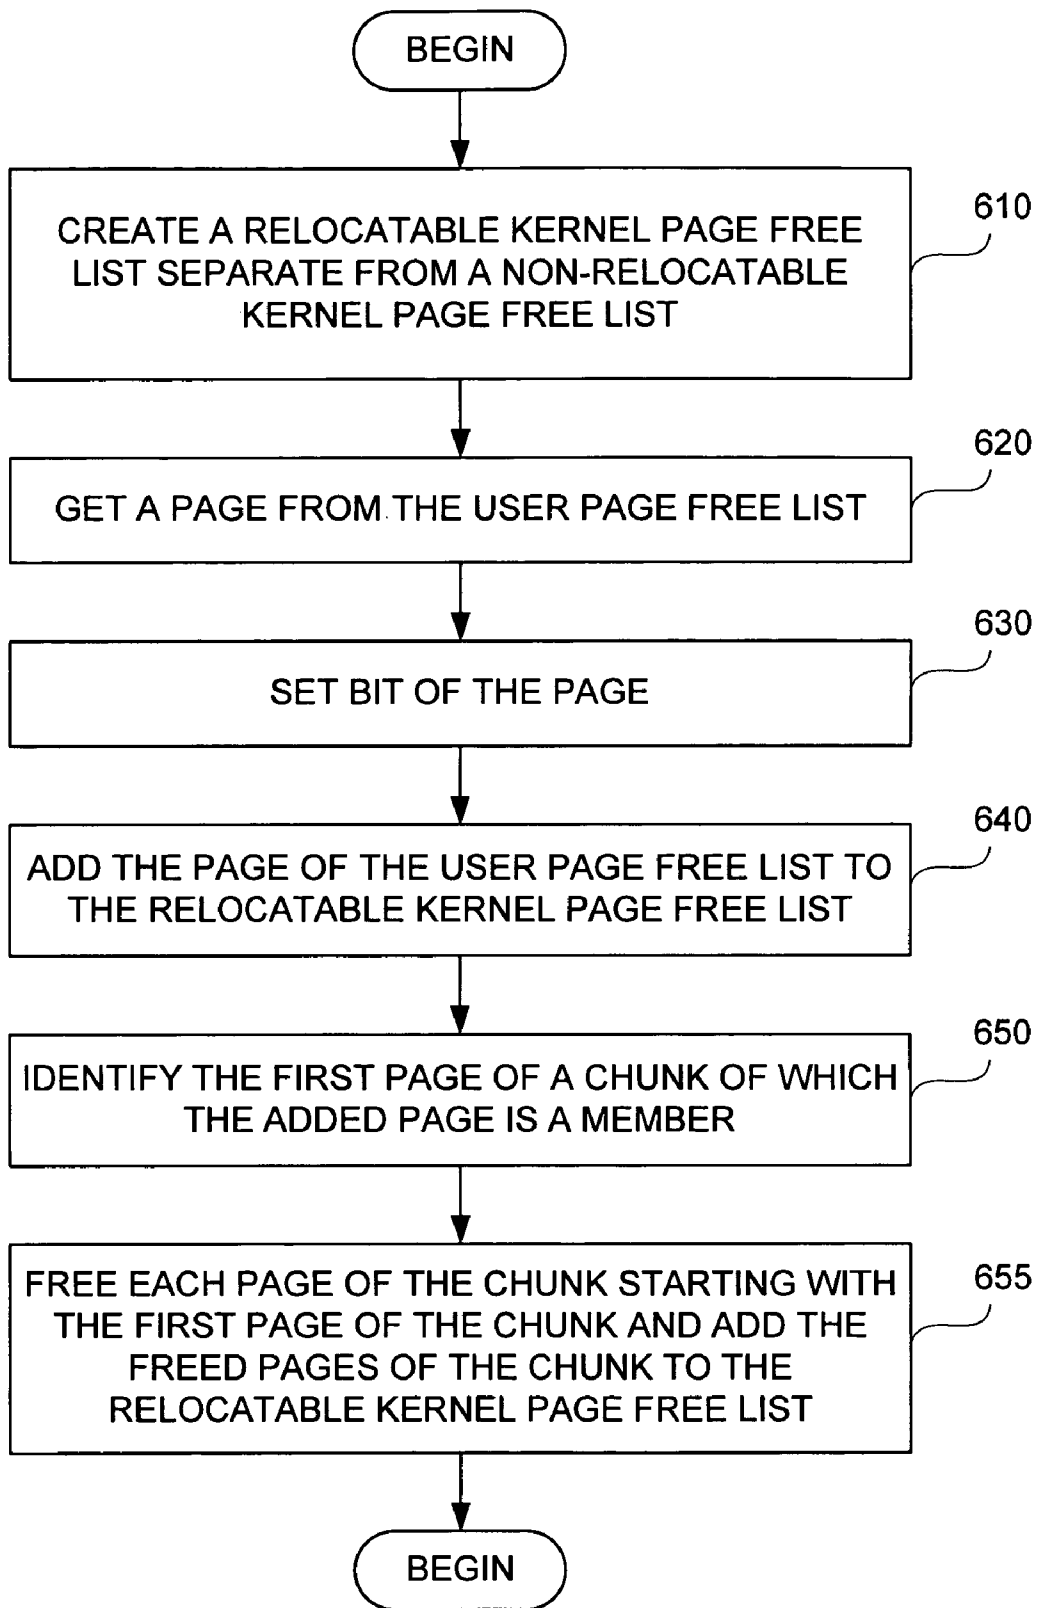 BEGIN
CREATE A RELOCATABLE KERNEL PAGE FREE
LIST SEPARATE FROM A NON-RELOCATABLE
KERNEL PAGE FREE LIST
610
GET A PAGE FROM THE USER PAGE FREE LIST
620
SET BIT OF THE PAGE
630
ADD THE PAGE OF THE USER PAGE FREE LIST TO
THE RELOCATABLE KERNEL PAGE FREE LIST
640
IDENTIFY THE FIRST PAGE OF A CHUNK OF WHICH
THE ADDED PAGE IS A MEMBER
650
FREE EACH PAGE OF THE CHUNK STARTING WITH
THE FIRST PAGE OF THE CHUNK AND ADD THE
FREED PAGES OF THE CHUNK TO THE
RELOCATABLE KERNEL PAGE FREE LIST
655
BEGIN